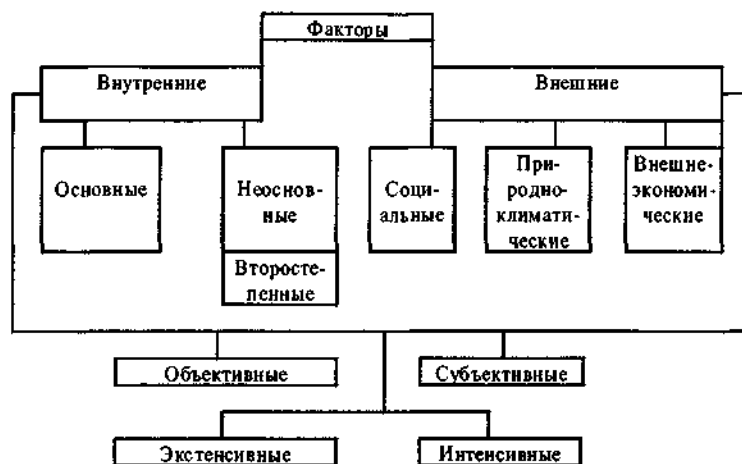 Факторы
Внутренние
Внешние
Основные
Неоснов-
ные
Второсте-
пенные
Соци-
альные
При-
родно-
климати-
ческие
Внешне-
экономи-
ческие
Объективные
Субъективные
Экстенсивные
Интенсивные